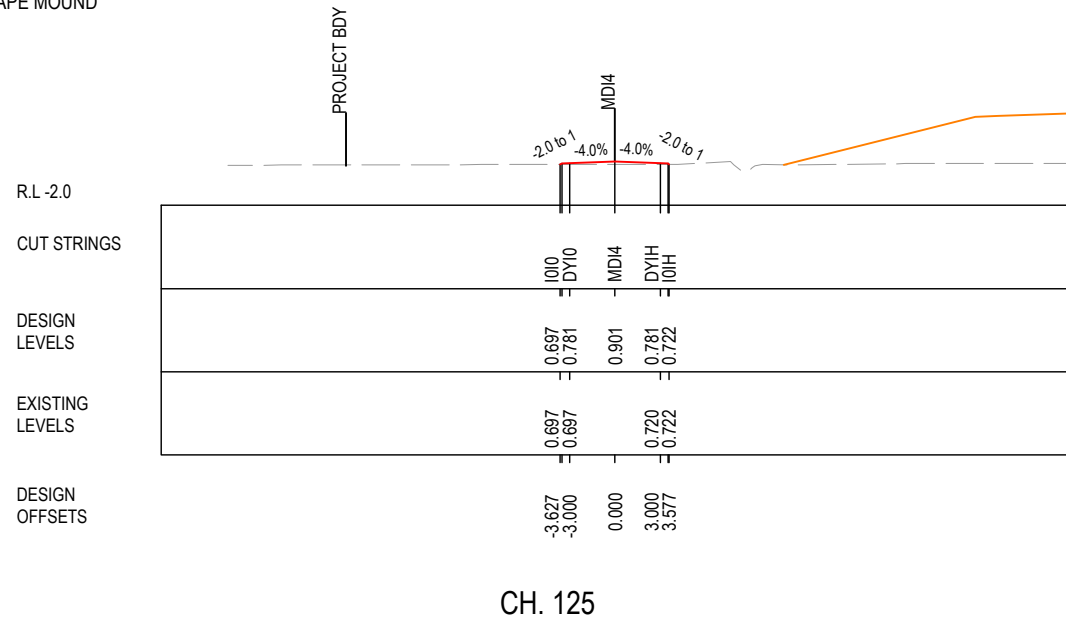 APE MOUND
PROJECT BDY
MDI4
-2.0 to 1
-4.0%
-4.0%
-2.0 to 1
R.L -2.0
CUT STRINGS
I0I0
DYI0
MDI4
DYIH
I0IH
DESIGN
LEVELS
0.697
0.781
0.901
0.781
0.722
EXISTING
LEVELS
0.697
0.697
0.720
0.722
DESIGN
OFFSETS
-3.627
-3.000
0.000
3.000
3.577
CH. 125